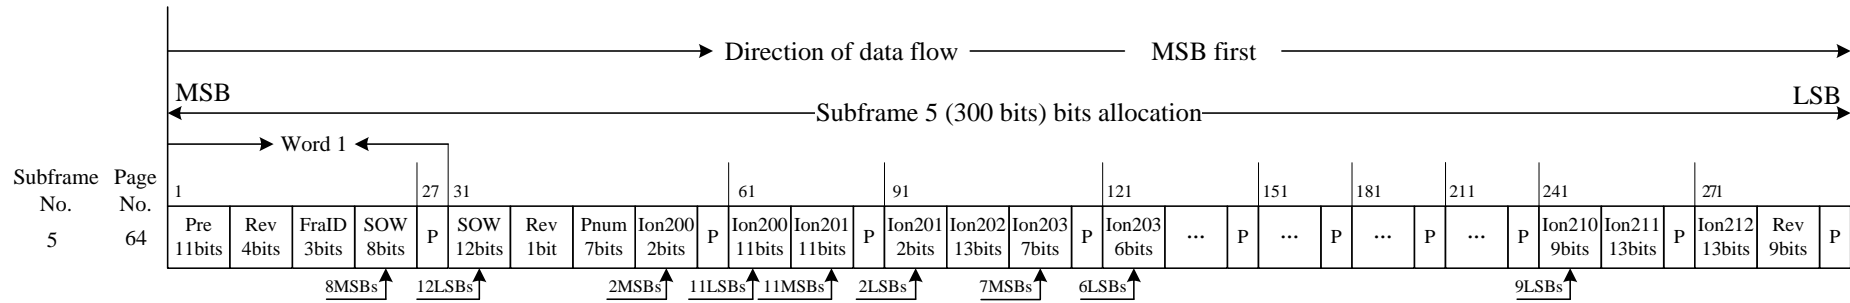 Direction of data flow MSB first
MSB LSB
Subframe 5 (300 bits) bits allocation
Word 1
Subframe No. Page No. 1 27 31 61 91 121 151 181 211 241 271
5 64 Pre 11bits Rev 4bits FraID 3bits SOW 8bits P SOW 12bits Rev 1bit Pnum 7bits Ion200 2bits P Ion200 11bits Ion201 11bits P Ion201 2bits Ion202 13bits Ion203 7bits P Ion203 6bits ... P ... P ... P ... P Ion210 9bits Ion211 13bits P Ion212 13bits Rev 9bits P
8MSBs 12LSBs 2MSBs 11LSBs 11MSBs 2LSBs 7MSBs 6LSBs 9LSBs